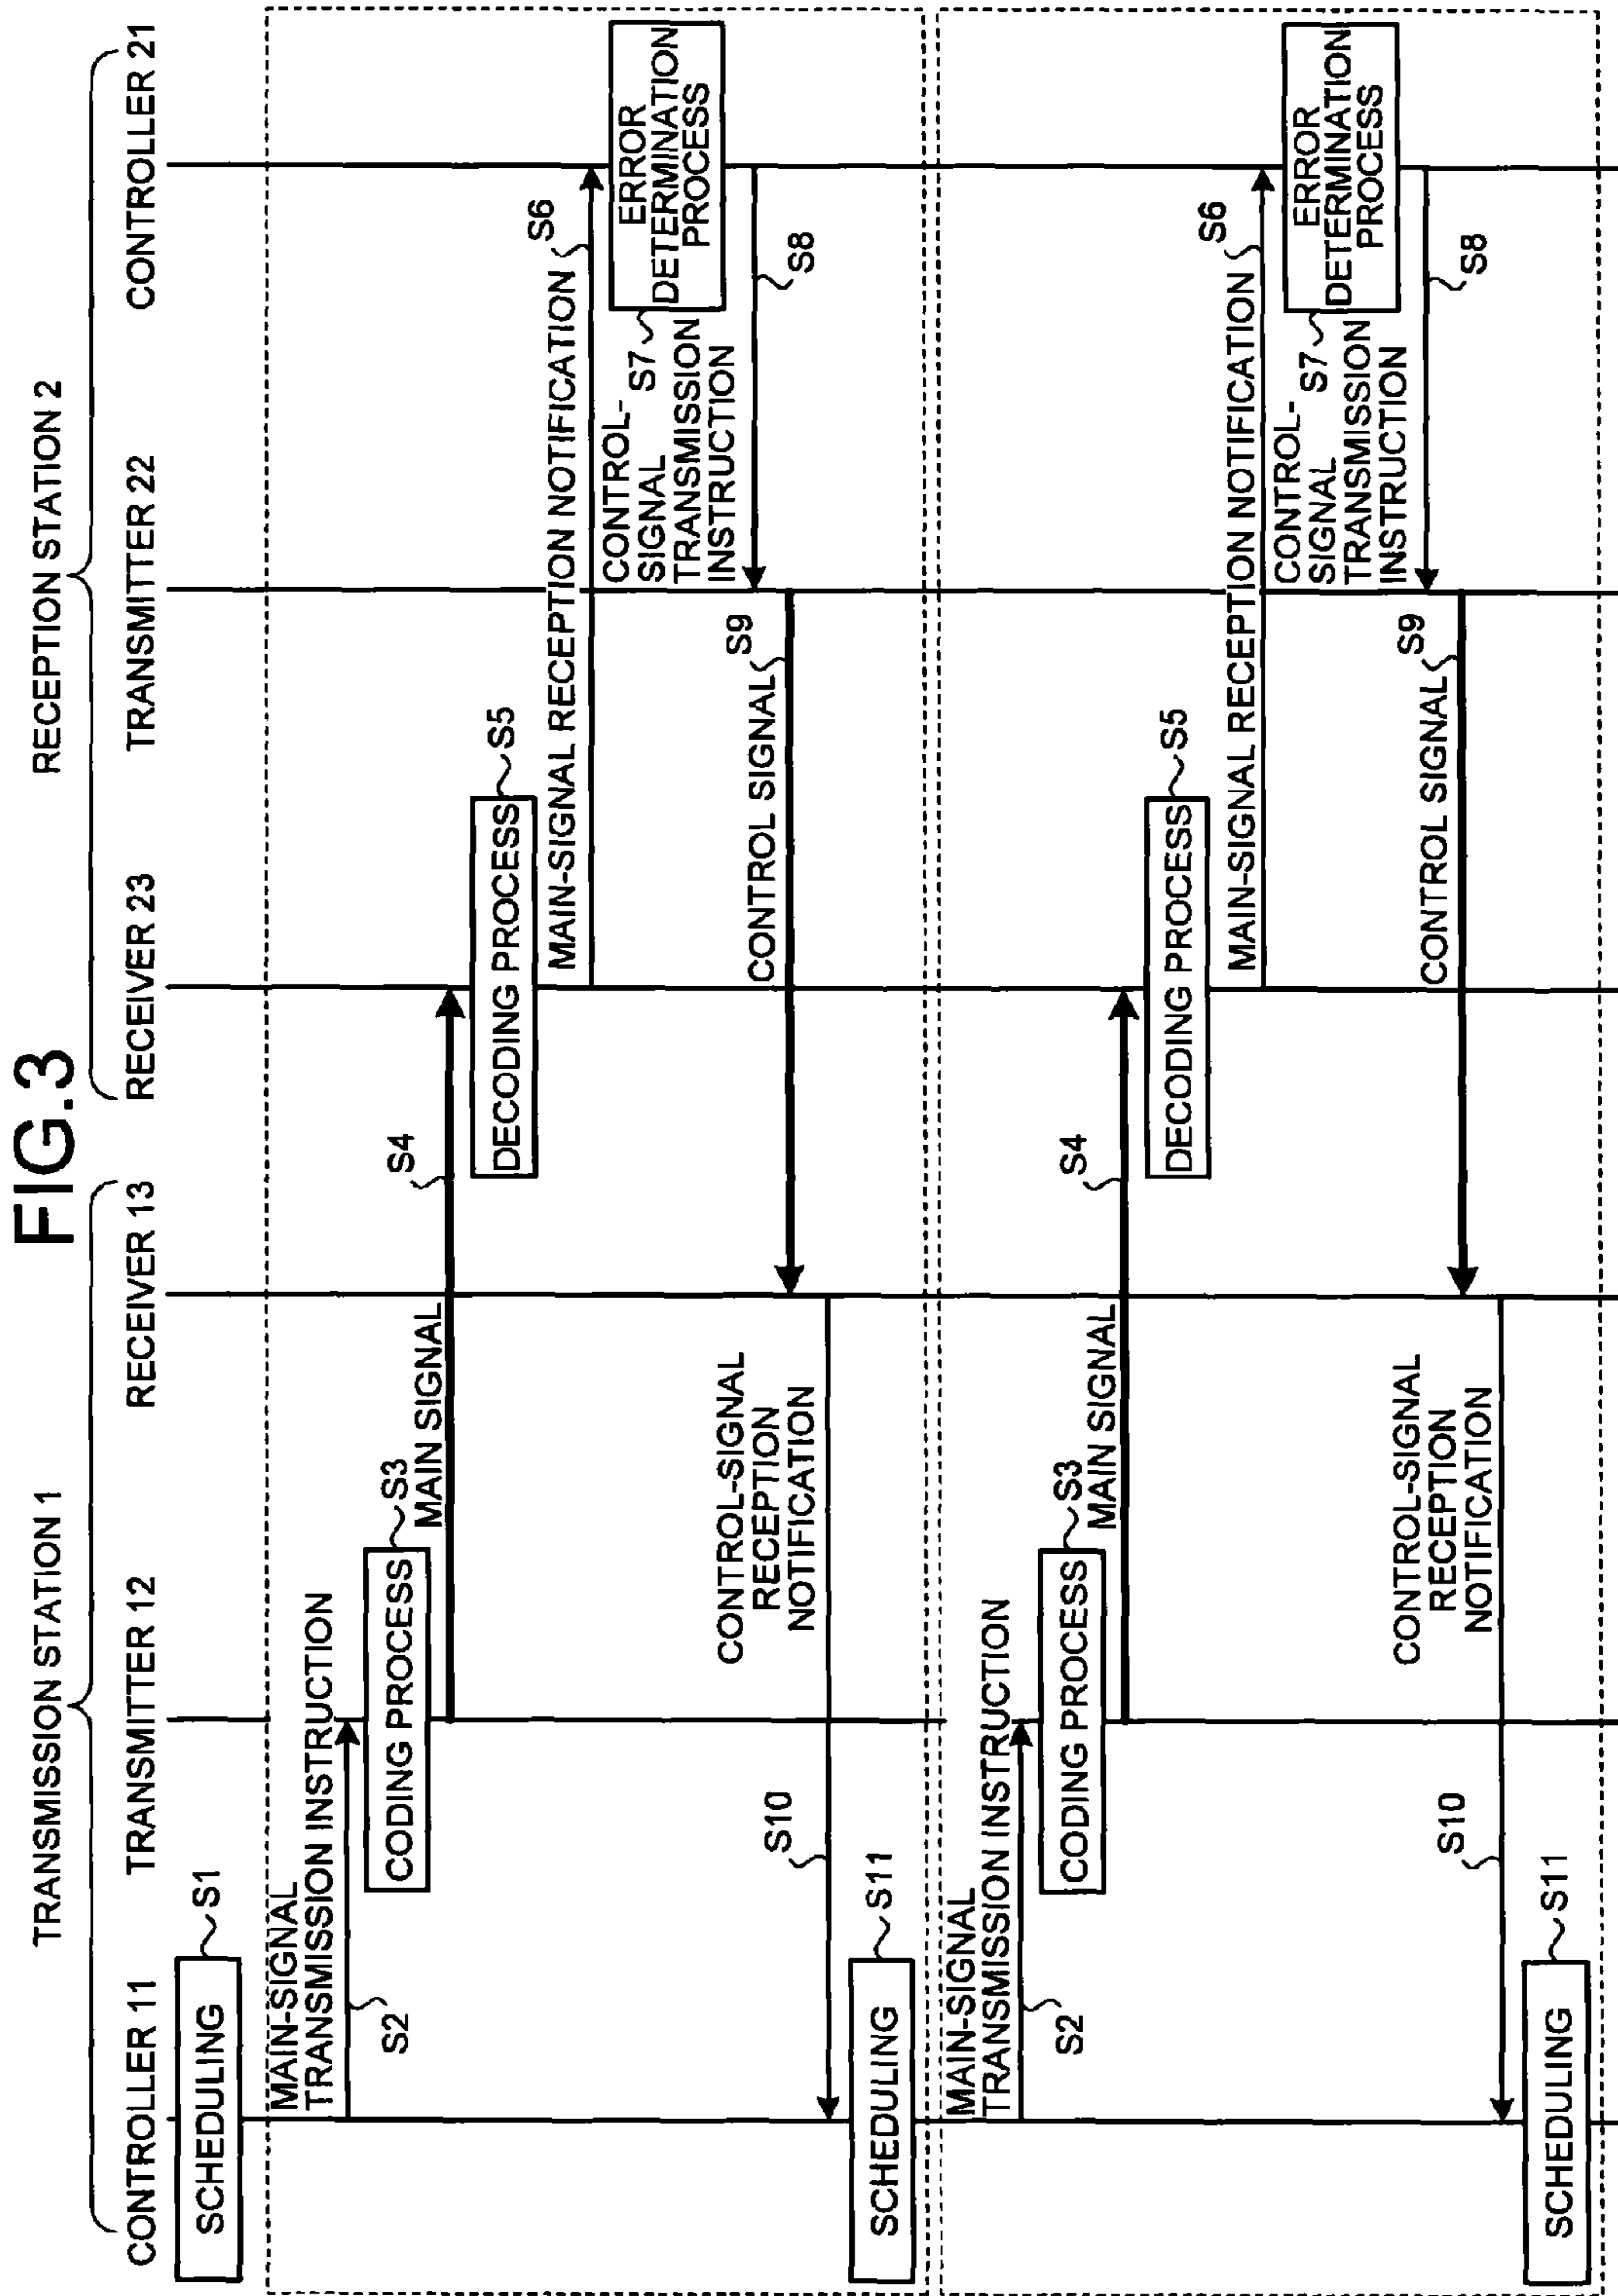 FIG.3
TRANSMISSION STATION 1
RECEPTION STATION 2
CONTROLLER 11
TRANSMITTER 12
RECEIVER 13
RECEIVER 23
TRANSMITTER 22
CONTROLLER 21
SCHEDULING
S1
MAIN-SIGNAL
TRANSMISSION INSTRUCTION
S2
CODING PROCESS
S3
MAIN SIGNAL
S4
DECODING PROCESS
S5
MAIN-SIGNAL RECEPTION NOTIFICATION
S6
ERROR
DETERMINATION
PROCESS
S7
CONTROL-
SIGNAL
TRANSMISSION
INSTRUCTION
S8
CONTROL SIGNAL
S9
CONTROL-SIGNAL
RECEPTION
NOTIFICATION
S10
SCHEDULING
S11
MAIN-SIGNAL
TRANSMISSION INSTRUCTION
S2
CODING PROCESS
S3
MAIN SIGNAL
S4
DECODING PROCESS
S5
MAIN-SIGNAL RECEPTION NOTIFICATION
S6
ERROR
DETERMINATION
PROCESS
S7
CONTROL-
SIGNAL
TRANSMISSION
INSTRUCTION
S8
CONTROL SIGNAL
S9
CONTROL-SIGNAL
RECEPTION
NOTIFICATION
S10
SCHEDULING
S11